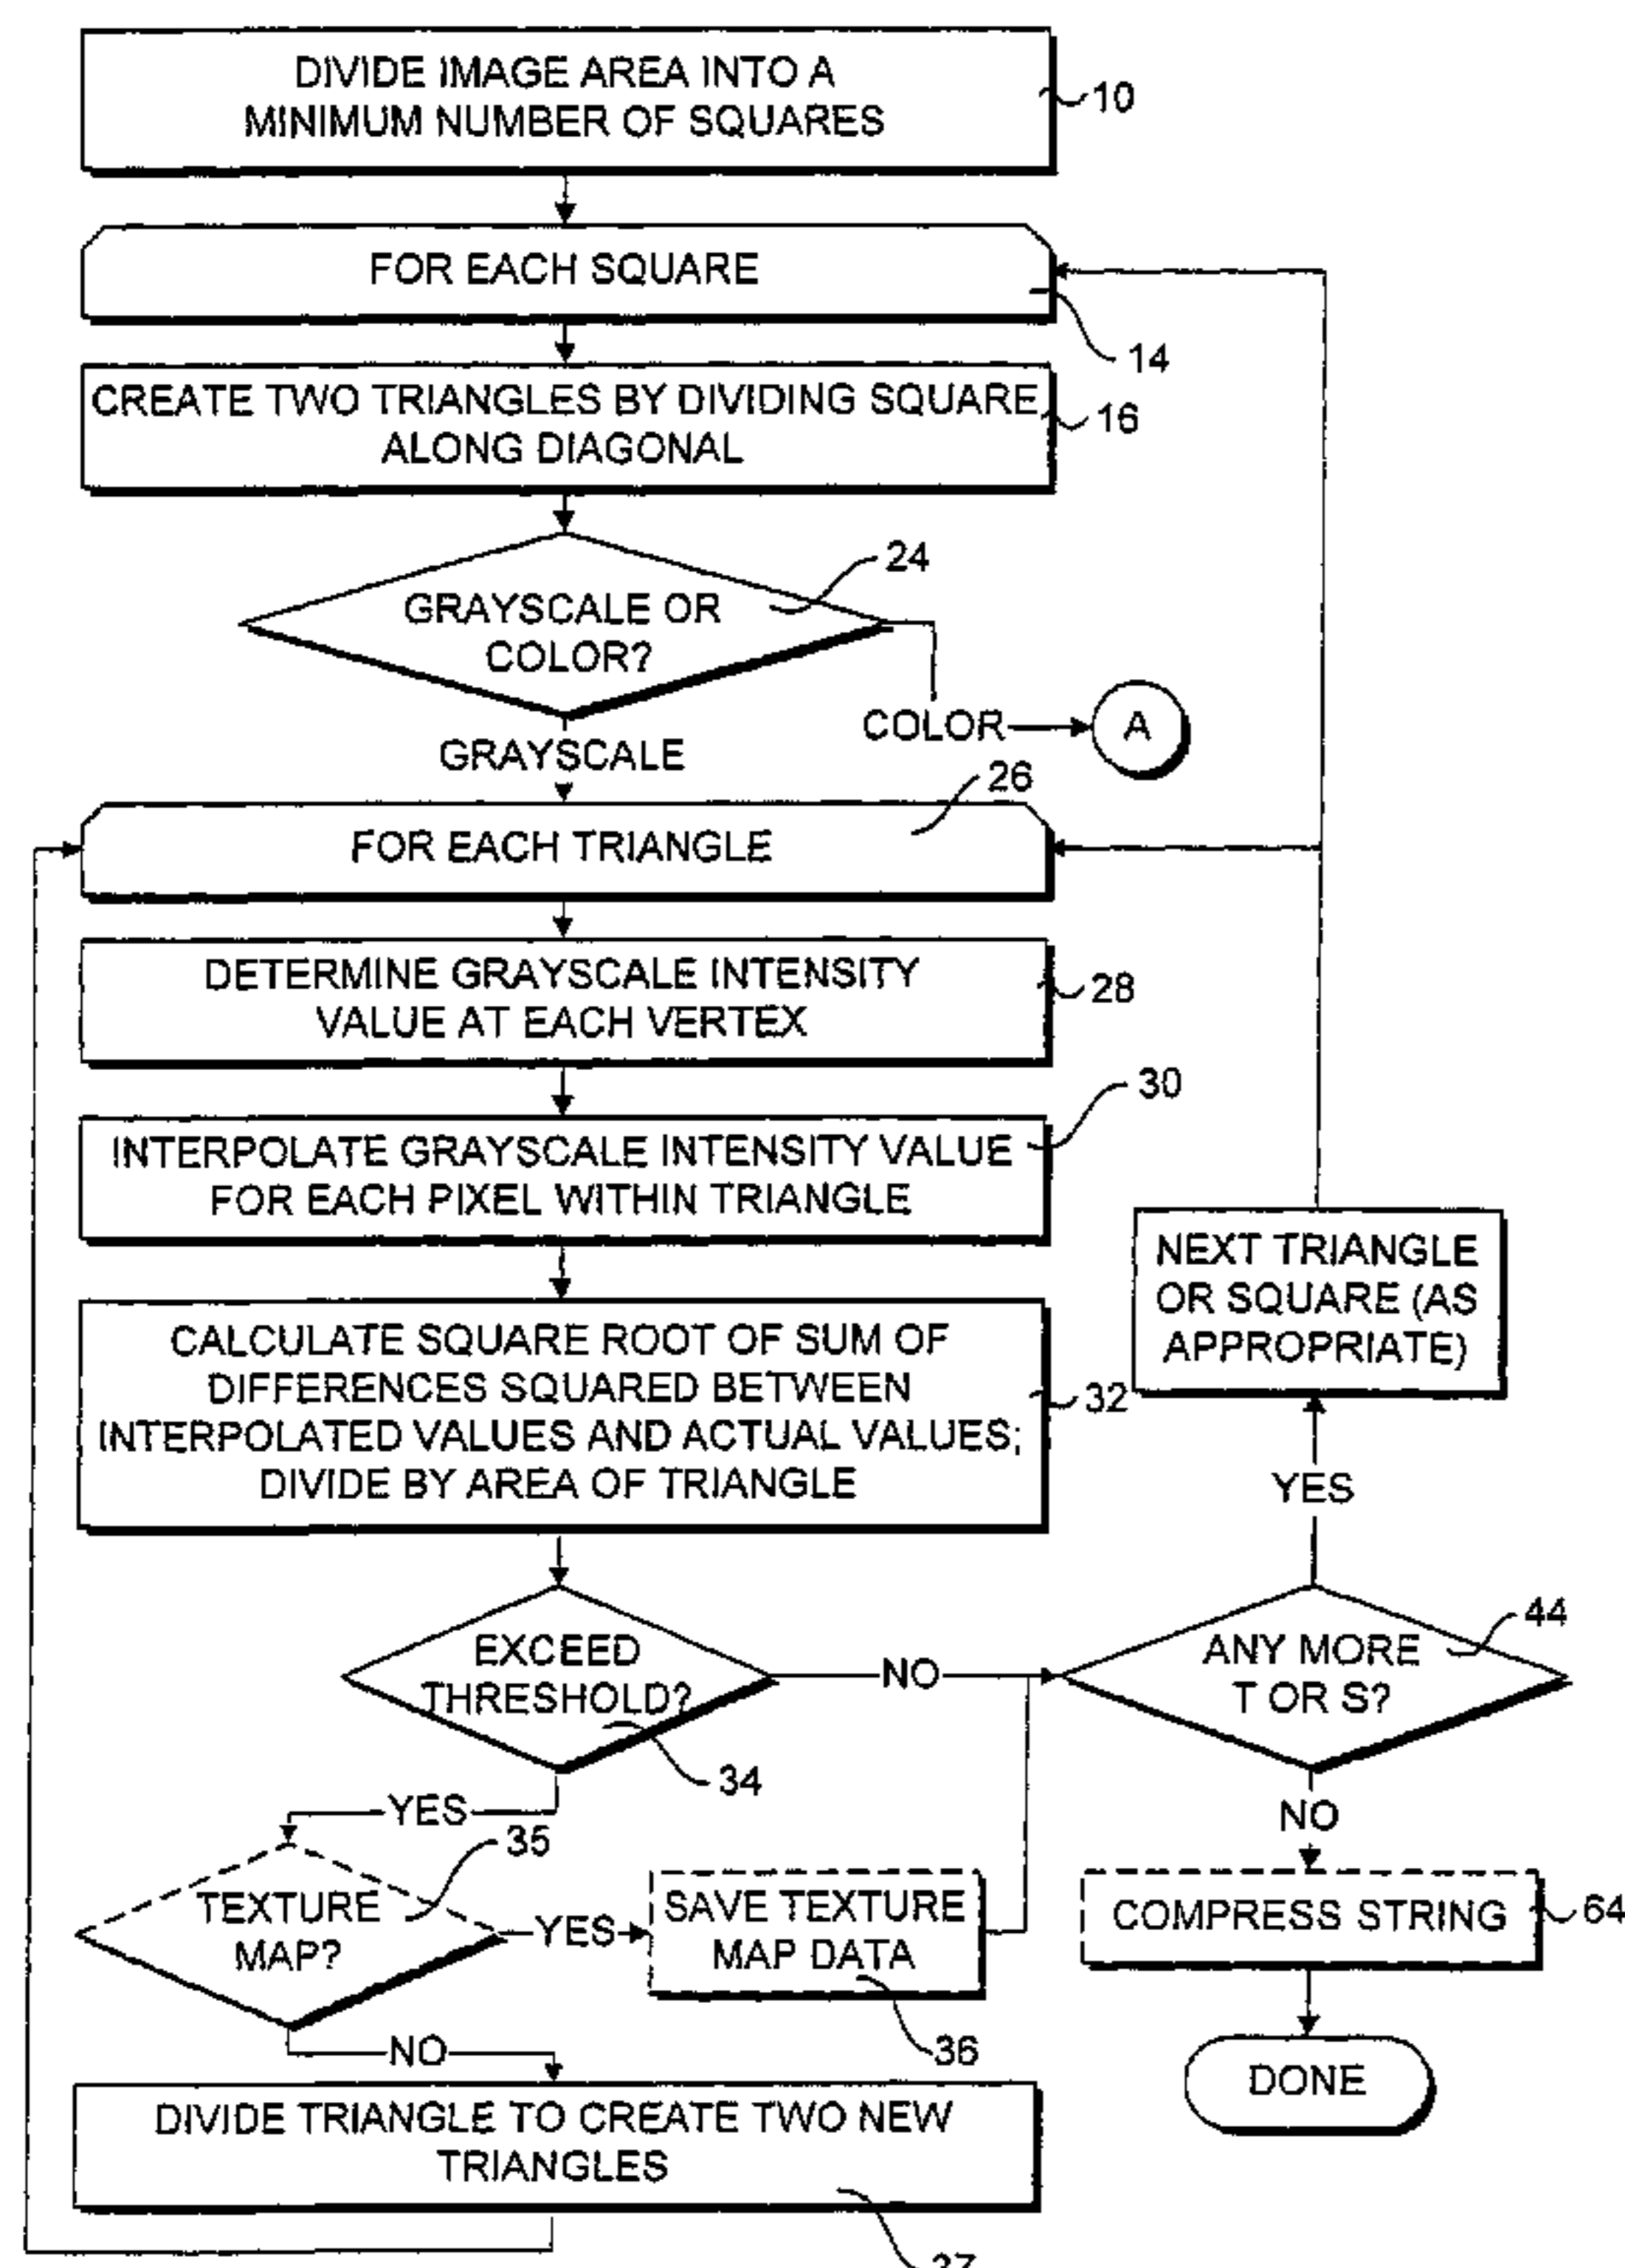 DIVIDE IMAGE AREA INTO A
MINIMUM NUMBER OF SQUARES
10
FOR EACH SQUARE
14
CREATE TWO TRIANGLES BY DIVIDING SQUARE
ALONG DIAGONAL
16
24
GRAYSCALE OR
COLOR?
COLOR
A
GRAYSCALE
26
FOR EACH TRIANGLE
DETERMINE GRAYSCALE INTENSITY
VALUE AT EACH VERTEX
28
30
INTERPOLATE GRAYSCALE INTENSITY VALUE
FOR EACH PIXEL WITHIN TRIANGLE
NEXT TRIANGLE
OR SQUARE (AS
APPROPRIATE)
CALCULATE SQUARE ROOT OF SUM OF
DIFFERENCES SQUARED BETWEEN
INTERPOLATED VALUES AND ACTUAL VALUES;
DIVIDE BY AREA OF TRIANGLE
32
YES
EXCEED
THRESHOLD?
34
NO
44
ANY MORE
T OR S?
YES
35
NO
TEXTURE
MAP?
YES
SAVE TEXTURE
MAP DATA
36
COMPRESS STRING
64
NO
DONE
DIVIDE TRIANGLE TO CREATE TWO NEW
TRIANGLES
37